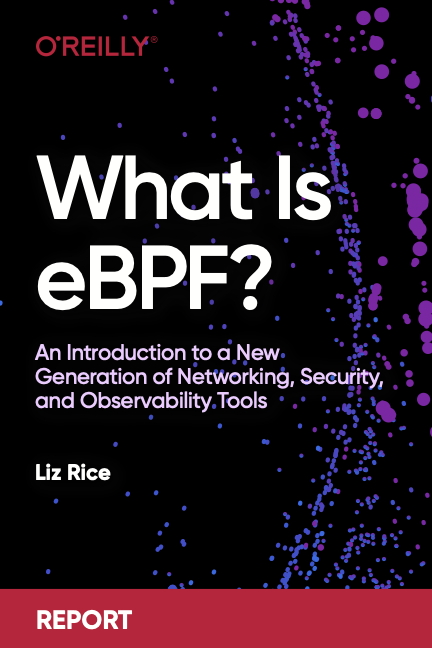 O'REILLY®
What Is
eBPF?
An Introduction to a New
Generation of Networking, Security,
and Observability Tools
Liz Rice
REPORT